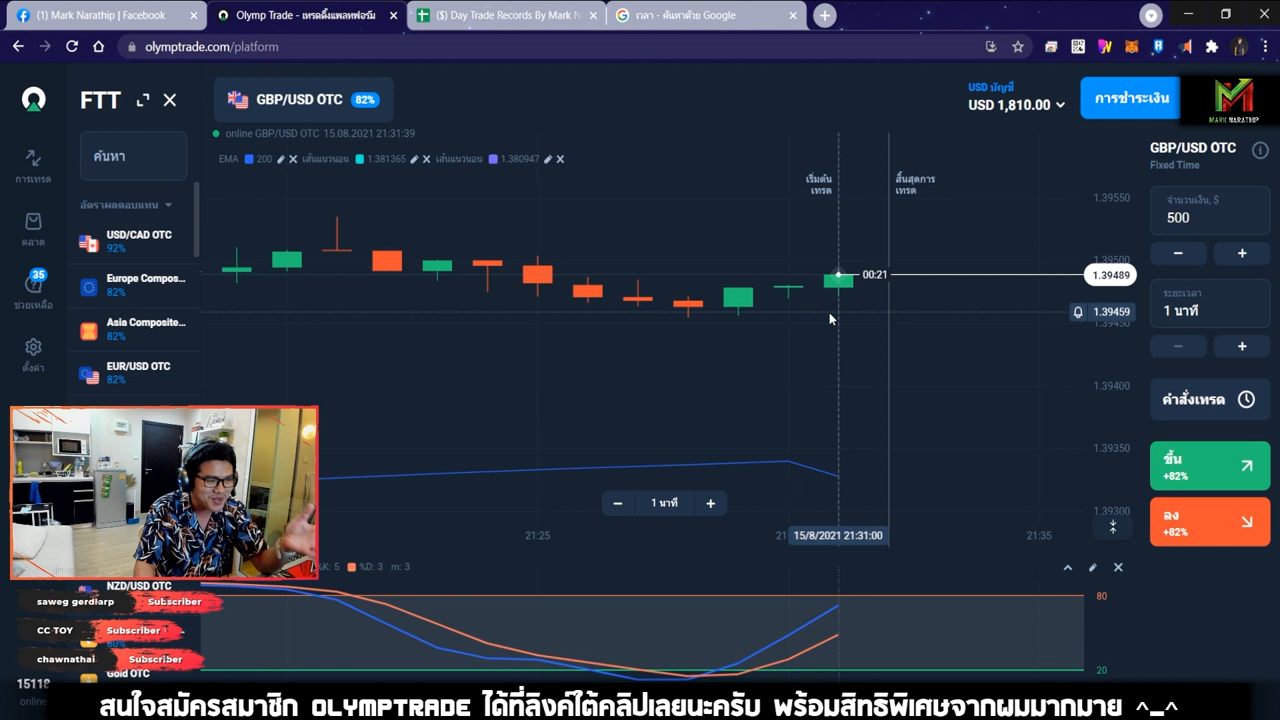 (1) Mark Narathip | Facebook
Olymp Trade - เทรดดิ้งแพลทฟอร์ม
($) Day Trade Records By Mark N
เวลา - ค้นหาด้วย Google
olymptrade.com/platform
FTT
GBP/USD OTC 82%
USD บัญชี
USD 1,810.00
การชำระเงิน
MARK NARATHIP
online GBP/USD OTC 15.08.2021 21:31:39
EMA 200 เส้นแนวนอน 1.381365 เส้นแนวนอน 1.380947
การเทรด
ตลาด
35
ช่วยเหลือ
ตั้งค่า
ค้นหา
อัตราผลตอบแทน
USD/CAD OTC
92%
Europe Compos...
82%
Asia Composite...
82%
EUR/USD OTC
82%
เริ่มต้น
เทรด
สิ้นสุดการ
เทรด
00:21
1.39550
1.39500
1.39489
1.39459
1.39450
1.39400
1.39350
1.39300
GBP/USD OTC
Fixed Time
จำนวนเงิน, $
500
ระยะเวลา
1 นาที
คำสั่งเทรด
ขึ้น
+82%
ลง
+82%
1 นาที
21:25
15/8/2021 21:31:00
21:35
K: 5 %D: 3 m: 3
80
20
NZD/USD OTC
saweg gerdlarp Subscriber
CC TOY Subscriber
chawnathai Subscriber
Gold OTC
15118
online
สนใจสมัครสมาชิก OLYMPTRADE ได้ที่ลิงค์ใต้คลิปเลยนะครับ พร้อมสิทธิพิเศษจากผมมากมาย ^_^